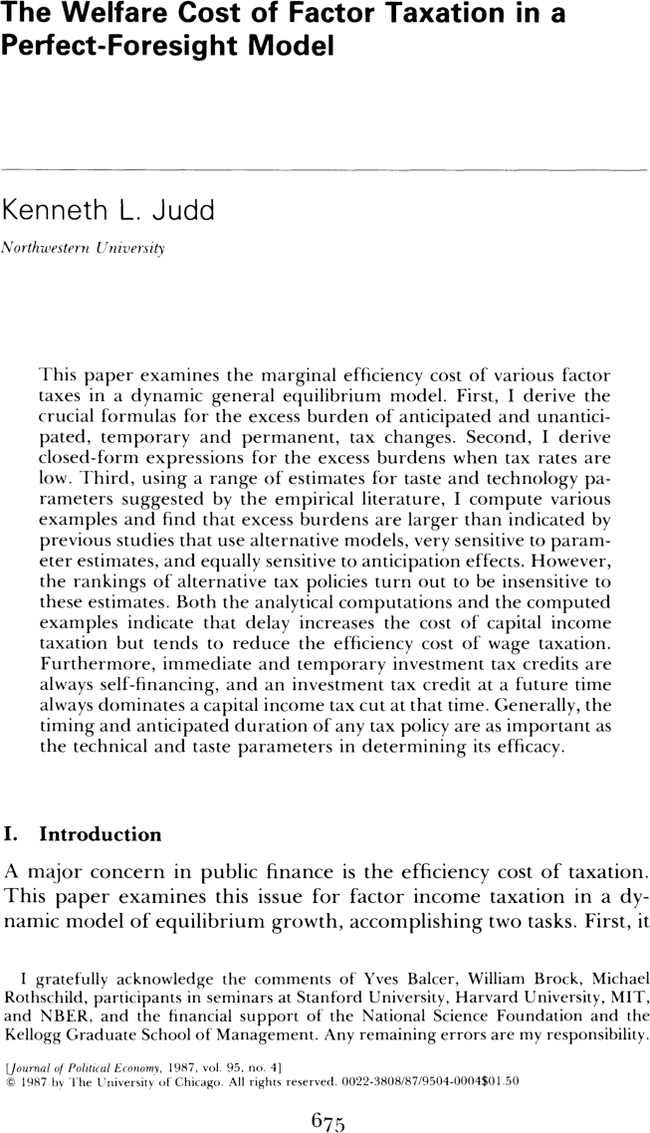 The Welfare Cost of Factor Taxation in a
Perfect-Foresight Model
Kenneth L. Judd
Northwestern University
This paper examines the marginal efficiency cost of various factor
taxes in a dynamic general equilibrium model. First, I derive the
crucial formulas for the excess burden of anticipated and unantici-
pated, temporary and permanent, tax changes. Second, I derive
closed-form expressions for the excess burdens when tax rates are
low. Third, using a range of estimates for taste and technology pa-
rameters suggested by the empirical literature, I compute various
examples and find that excess burdens are larger than indicated by
previous studies that use alternative models, very sensitive to param-
eter estimates, and equally sensitive to anticipation effects. However,
the rankings of alternative tax policies turn out to be insensitive to
these estimates. Both the analytical computations and the computed
examples indicate that delay increases the cost of capital income
taxation but tends to reduce the efficiency cost of wage taxation.
Furthermore, immediate and temporary investment tax credits are
always self-financing, and an investment tax credit at a future time
always dominates a capital income tax cut at that time. Generally, the
timing and anticipated duration of any tax policy are as important as
the technical and taste parameters in determining its efficacy.
I. Introduction
A major concern in public finance is the efficiency cost of taxation.
This paper examines this issue for factor income taxation in a dy-
namic model of equilibrium growth, accomplishing two tasks. First, it
I gratefully acknowledge the comments of Yves Balcer, William Brock, Michael
Rothschild, participants in seminars at Stanford University, Harvard University, MIT,
and NBER, and the financial support of the National Science Foundation and the
Kellogg Graduate School of Management. Any remaining errors are my responsibility.
[Journal of Political Economy, 1987, vol. 95, no. 4]
© 1987 by The University of Chicago. All rights reserved. 0022-3808/87/9504-0004$01.50
675